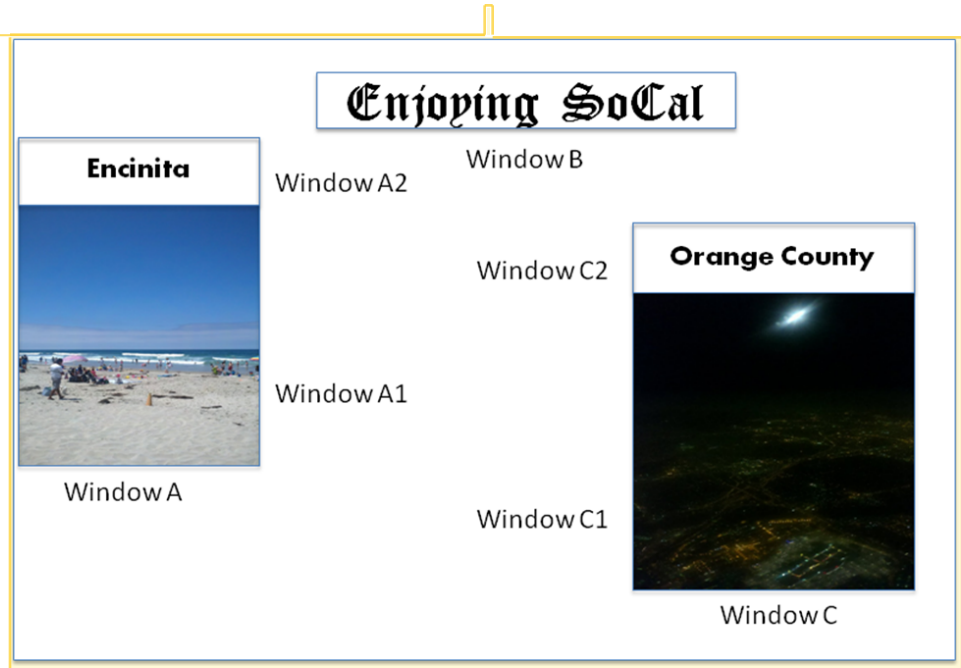 Enjoying SoCal
Window B
Encinita
Window A2
Window A1
Window A
Window C2
Orange County
Window C1
Window C